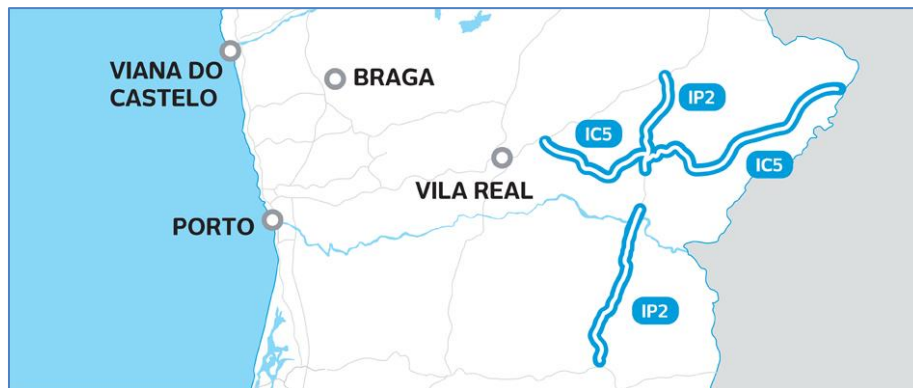 VIANA DO
CASTELO
BRAGA
IP2
IC5
IC5
VILA REAL
PORTO
IP2